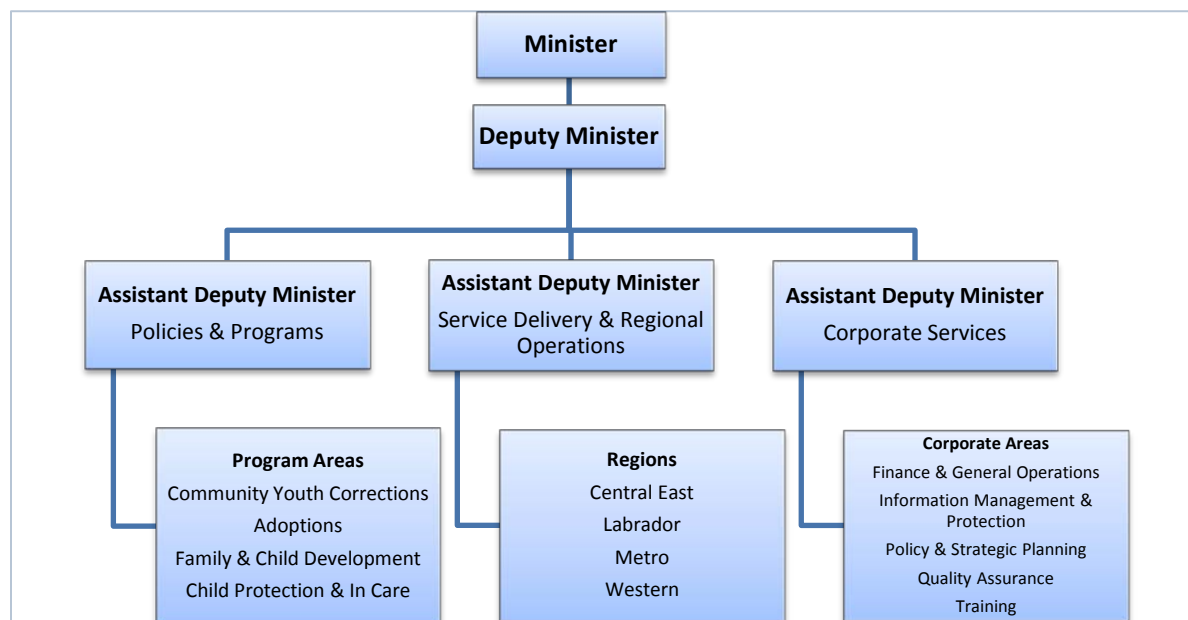 Minister
Deputy Minister
Assistant Deputy Minister
Policies & Programs
Assistant Deputy Minister
Service Delivery & Regional
Operations
Assistant Deputy Minister
Corporate Services
Program Areas
Community Youth Corrections
Adoptions
Family & Child Development
Child Protection & In Care
Regions
Central East
Labrador
Metro
Western
Corporate Areas
Finance & General Operations
Information Management &
Protection
Policy & Strategic Planning
Quality Assurance
Training